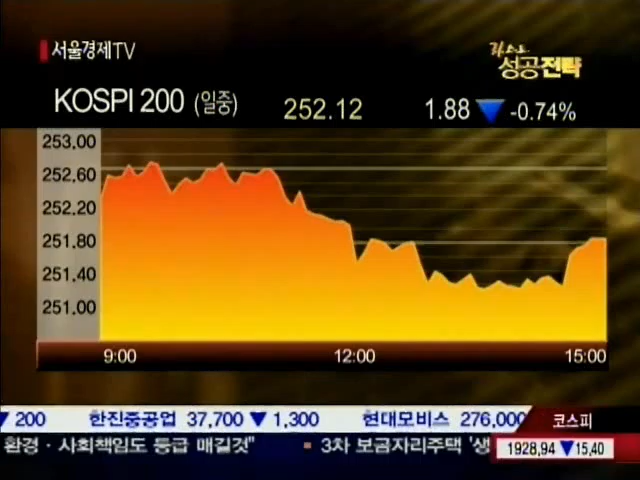 서울경제TV
성공전략
KOSPI 200 (일중) 252.12 1.88 ▼ -0.74%
253.00
252.60
252.20
251.80
251.40
251.00
9:00 12:00 15:00
▼ 200 한진중공업 37,700 ▼ 1,300 현대모비스 276,000 코스피
환경 · 사회책임도 등급 매길것" ▪ 3차 보금자리주택 '생 1928.94 ▼ 15.40